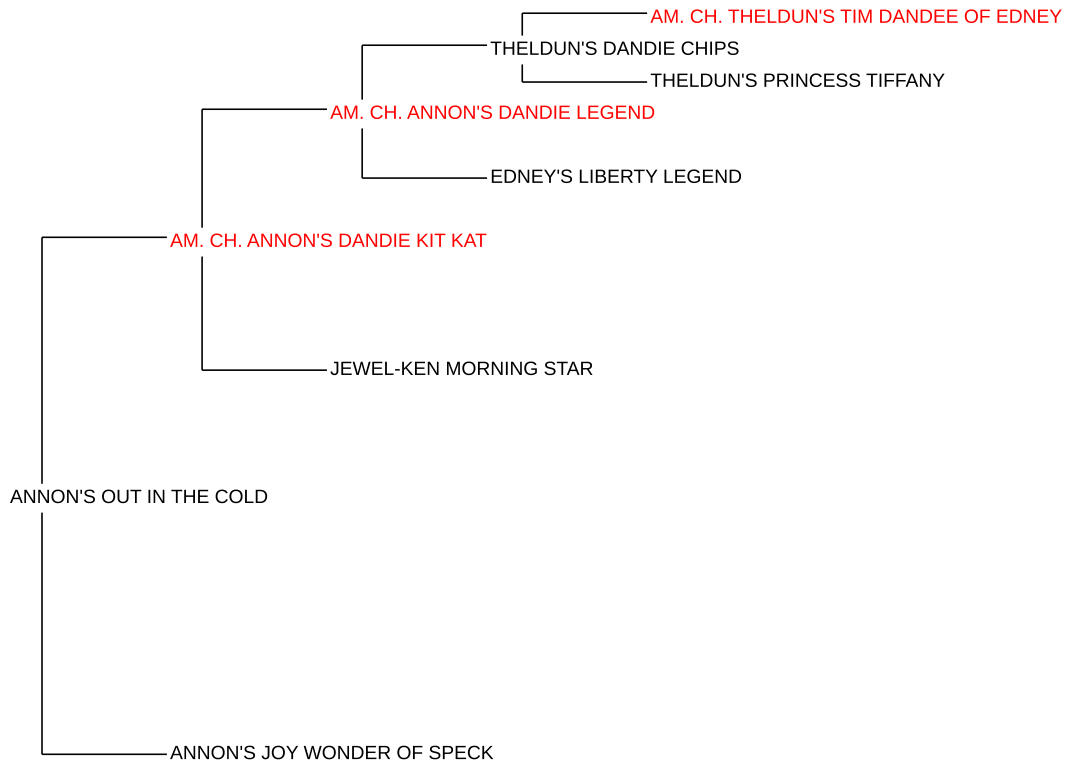 AM. CH. THELDUN'S TIM DANDEE OF EDNEY
THELDUN'S DANDIE CHIPS
THELDUN'S PRINCESS TIFFANY
AM. CH. ANNON'S DANDIE LEGEND
EDNEY'S LIBERTY LEGEND
AM. CH. ANNON'S DANDIE KIT KAT
JEWEL-KEN MORNING STAR
ANNON'S OUT IN THE COLD
ANNON'S JOY WONDER OF SPECK